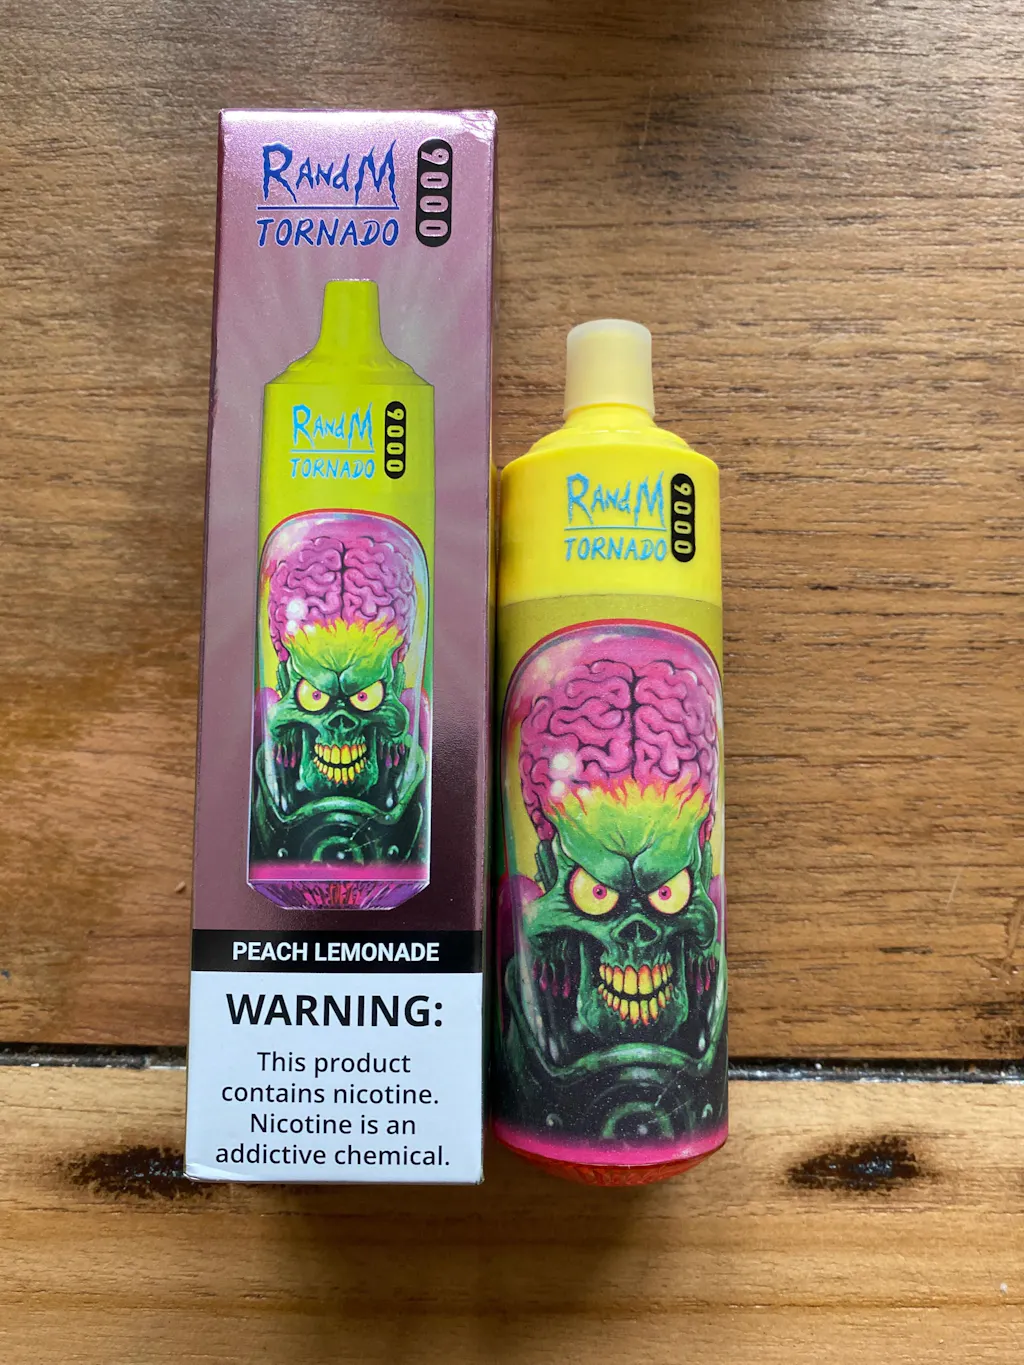 RAndM
TORNADO
9000
RAndM
TORNADO
9000
PEACH LEMONADE
WARNING:
This product
contains nicotine.
Nicotine is an
addictive chemical.
RAndM
TORNADO
9000